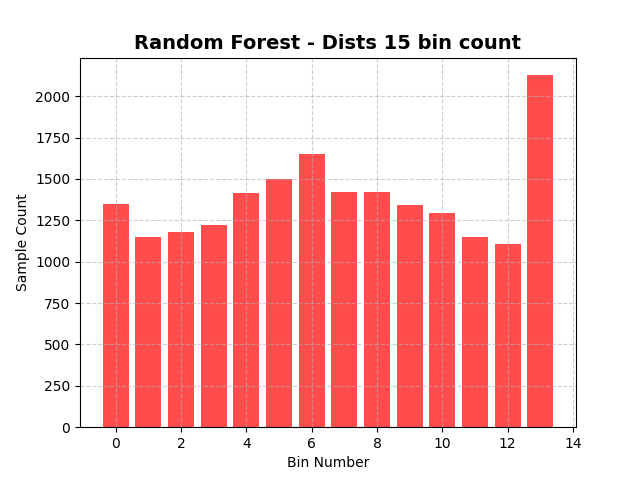 Random Forest - Dists 15 bin count
2000
1750
1500
1250
1000
750
500
250
0
Sample Count
0 2 4 6 8 10 12 14
Bin Number